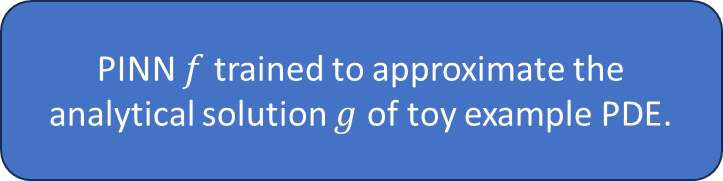 PINN f trained to approximate the
analytical solution g of toy example PDE.